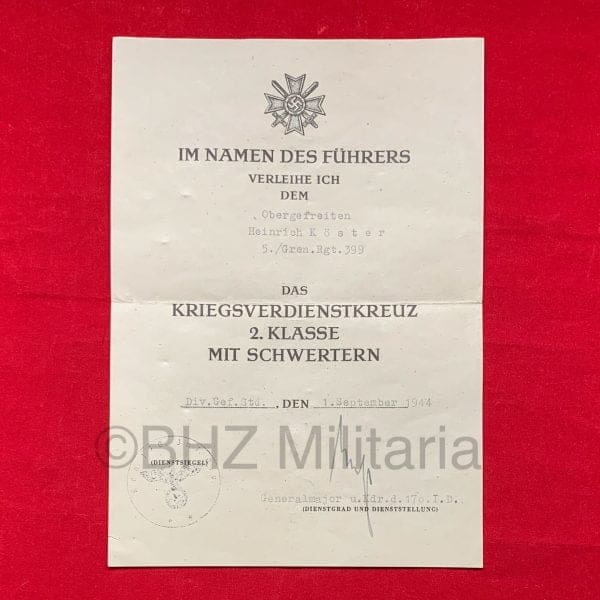 IM NAMEN DES FÜHRERS
VERLEIHE ICH
DEM
Obergefreiten
Heinrich K ö s t e r
5./Gren.Rgt.399
DAS
KRIEGSVERDIENSTKREUZ
2. KLASSE
MIT SCHWERTERN
Div.Gef.Std. , DEN 1.September 1944
©BHZ Militaria
(DIENSTSIEGEL)
Generalmajor u.Kdr.d.170.I.D.
(DIENSTGRAD UND DIENSTSTELLUNG)